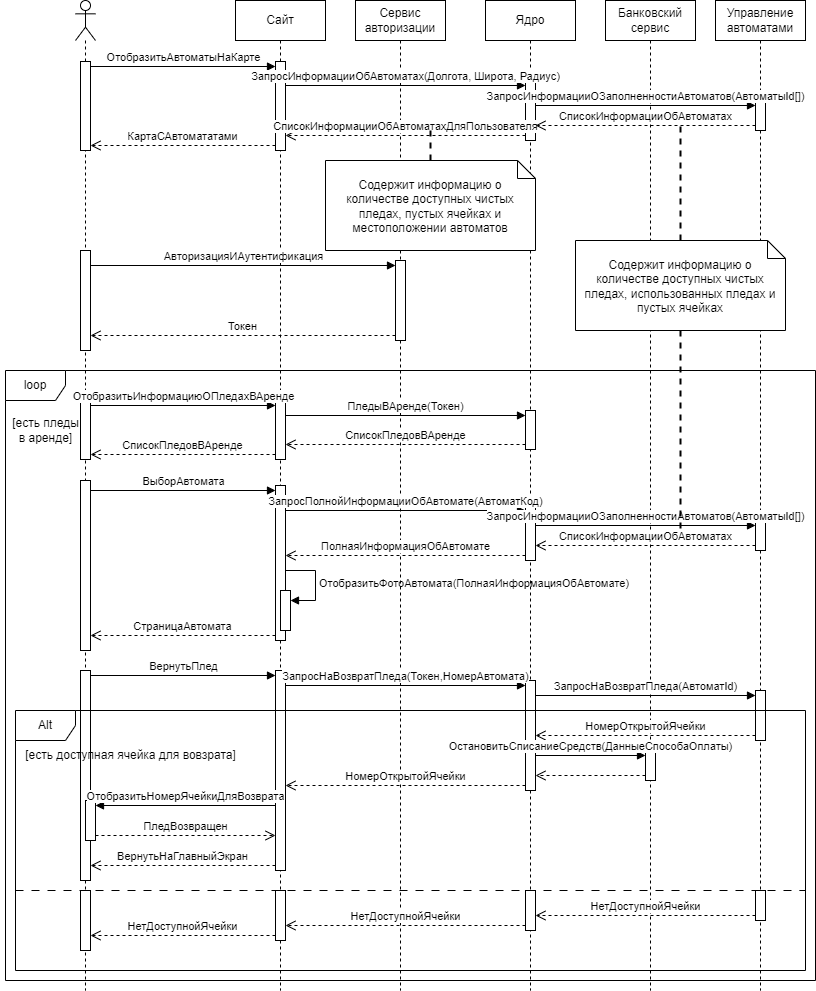 Сайт
Сервис
авторизации
Ядро
Банковский
сервис
Управление
автоматами
ОтобразитьАвтоматыНаКарте
ЗапросИнформацииОбАвтоматах(Долгота, Широта, Радиус)
ЗапросИнформацииОЗаполненностиАвтоматов(АвтоматыId[])
СписокИнформацииОбАвтоматах
СписокИнформацииОбАвтоматахДляПользователя
КартаСАвтомататами
Содержит информацию о
количестве доступных чистых
пледах, пустых ячейках и
местоположении автоматов
АвторизацияИАутентификация
Содержит информацию о
количестве доступных чистых
пледах, использованных пледах и
пустых ячейках
Токен
loop
[есть пледы
в аренде]
ОтобразитьИнформациюОПледахВАренде
ПледыВАренде(Токен)
СписокПледовВАренде
СписокПледовВАренде
ВыборАвтомата
ЗапросПолнойИнформацииОбАвтомате(АвтоматКод)
ЗапросИнформацииОЗаполненностиАвтоматов(АвтоматыId[])
СписокИнформацииОбАвтоматах
ПолнаяИнформацияОбАвтомате
ОтобразитьФотоАвтомата(ПолнаяИнформацияОбАвтомате)
СтраницаАвтомата
ВернутьПлед
ЗапросНаВозвратПледа(Токен,НомерАвтомата)
ЗапросНаВозвратПледа(АвтоматId)
Alt
[есть доступная ячейка для вовзрата]
НомерОткрытойЯчейки
ОстановитьСписаниеСредств(ДанныеСпособаОплаты)
НомерОткрытойЯчейки
ОтобразитьНомерЯчейкиДляВозврата
ПледВозвращен
ВернутьНаГлавныйЭкран
НетДоступнойЯчейки
НетДоступнойЯчейки
НетДоступнойЯчейки